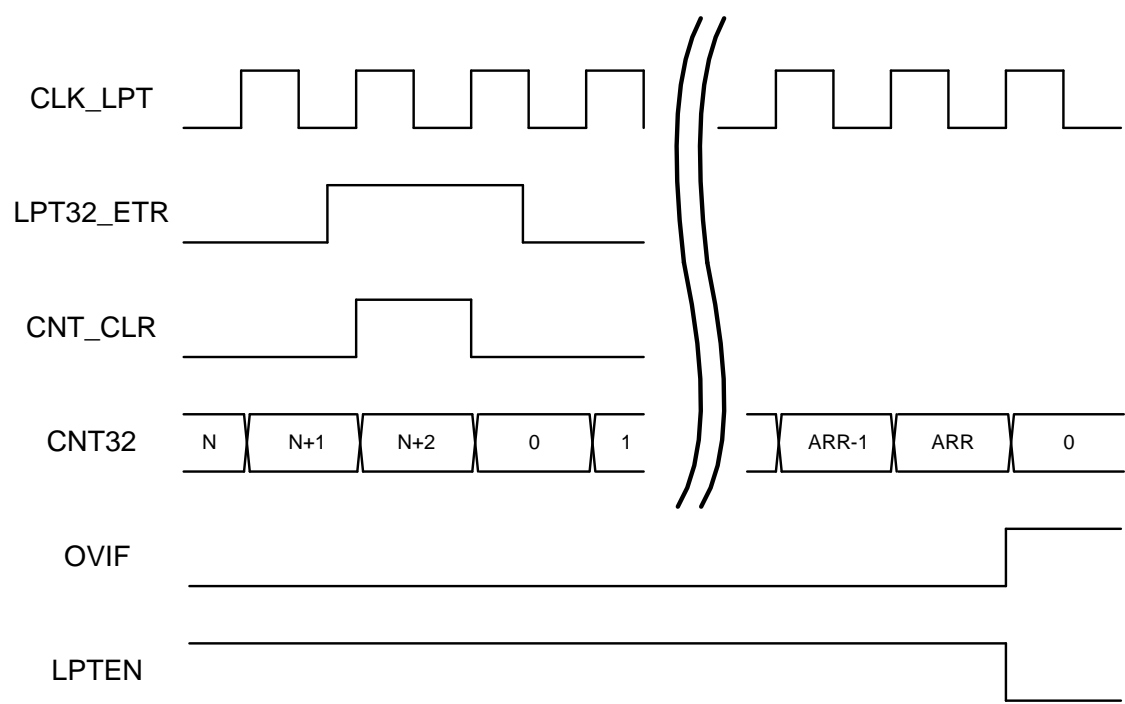 CLK_LPT
LPT32_ETR
CNT_CLR
CNT32 N N+1 N+2 0 1 ARR-1 ARR 0
OVIF
LPTEN